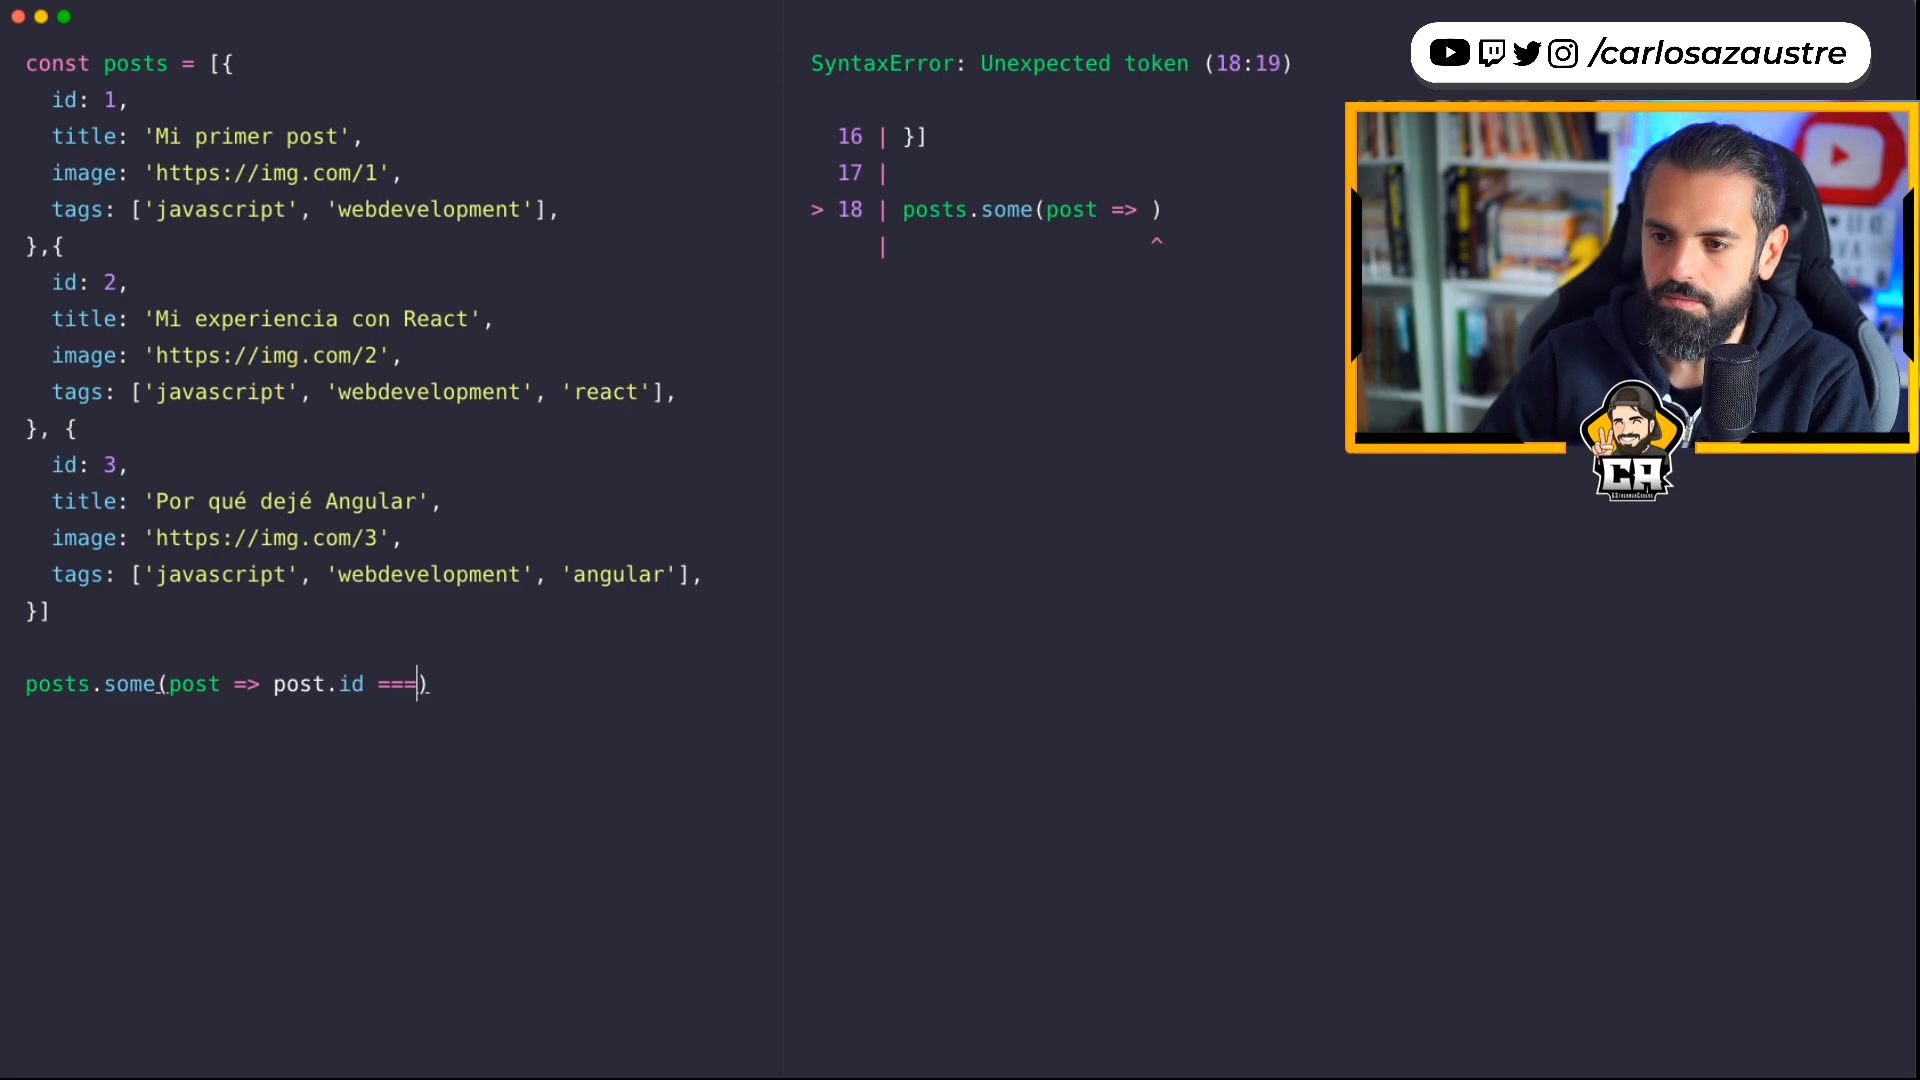 const posts = [{
  id: 1,
  title: 'Mi primer post',
  image: 'https://img.com/1',
  tags: ['javascript', 'webdevelopment'],
},{
  id: 2,
  title: 'Mi experiencia con React',
  image: 'https://img.com/2',
  tags: ['javascript', 'webdevelopment', 'react'],
}, {
  id: 3,
  title: 'Por qué dejé Angular',
  image: 'https://img.com/3',
  tags: ['javascript', 'webdevelopment', 'angular'],
}]
posts.some(post => post.id ===)
SyntaxError: Unexpected token (18:19)
  16 | }]
  17 |
> 18 | posts.some(post => )
     |                    ^
/carlosazaustre
CA